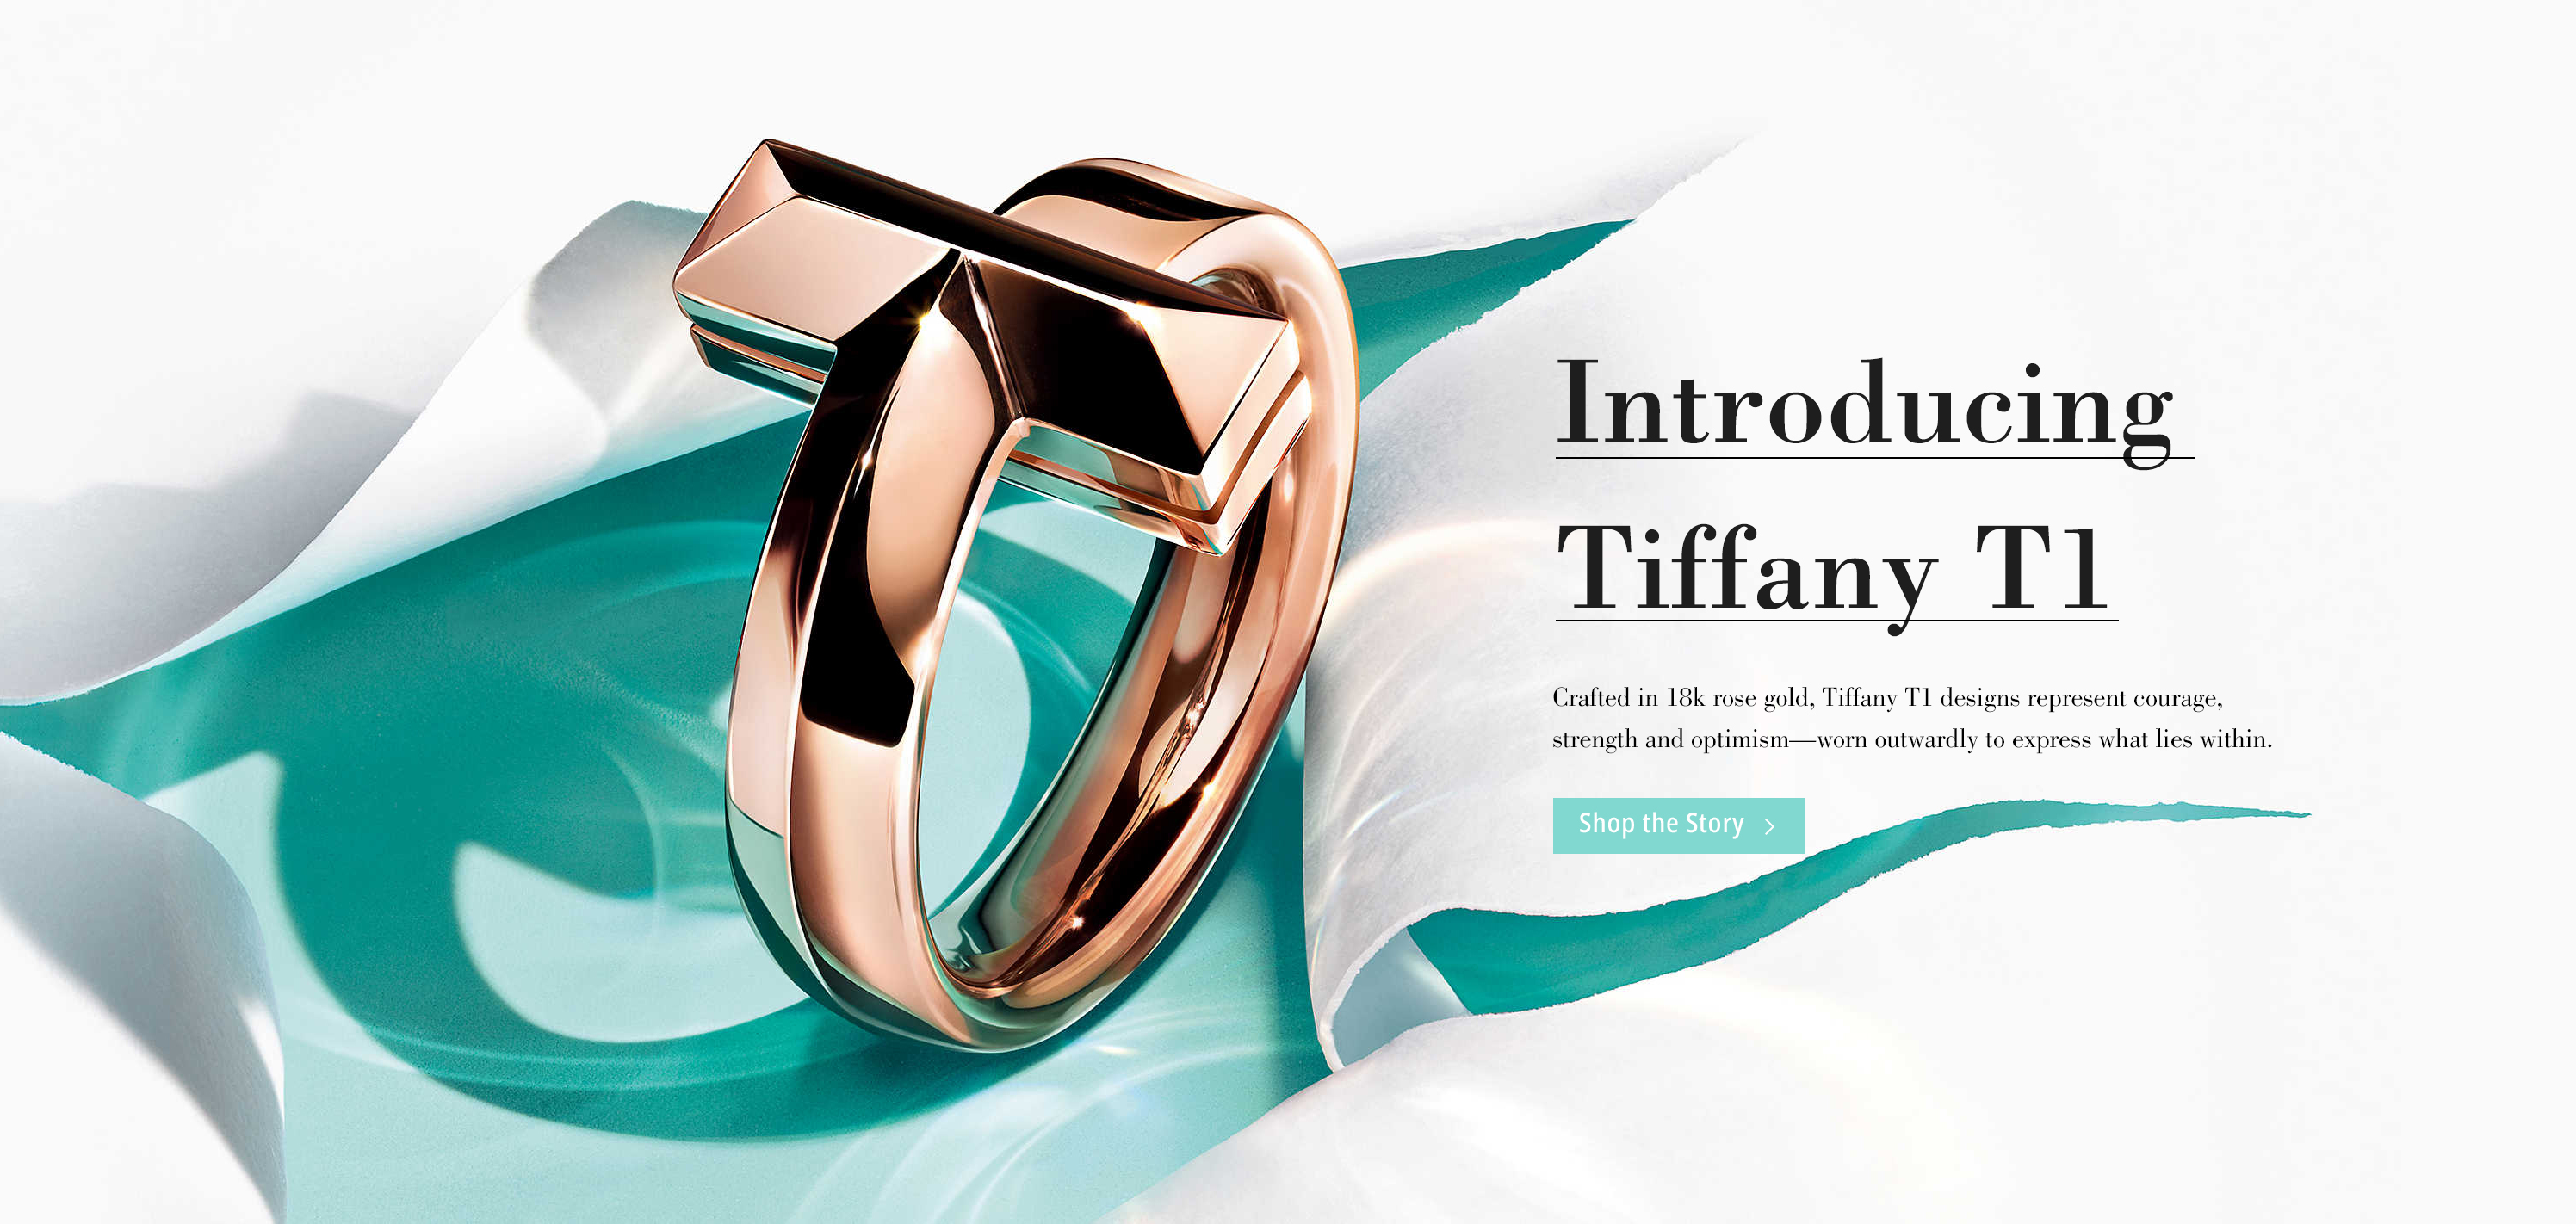 Introducing
Tiffany T1
Crafted in 18k rose gold, Tiffany T1 designs represent courage,
strength and optimism—worn outwardly to express what lies within.
Shop the Story